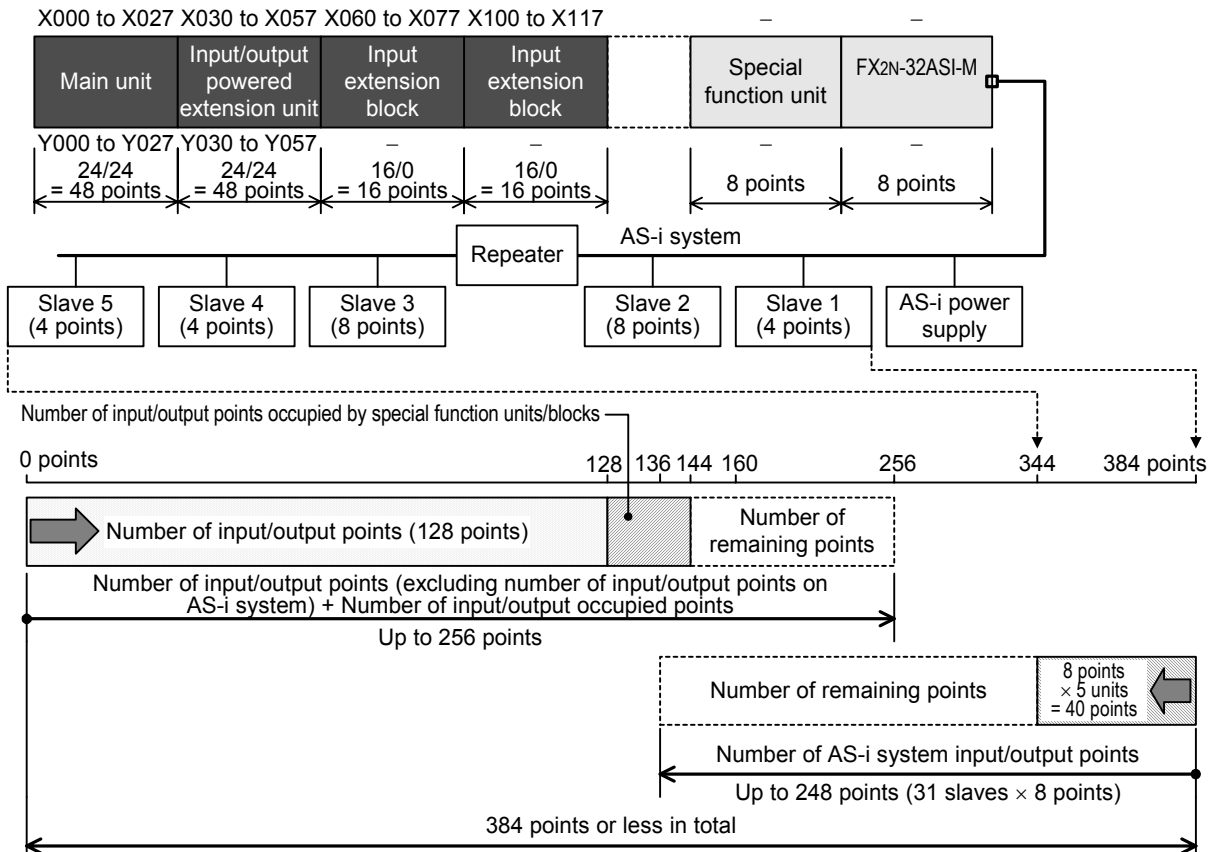 X000 to X027 X030 to X057 X060 to X077 X100 to X117 – –
Main unit
Input/output
powered
extension unit
Input
extension
block
Input
extension
block
Special
function unit
FX2N-32ASI-M
Y000 to Y027 Y030 to Y057 – – – –
24/24
= 48 points
24/24
= 48 points
16/0
= 16 points
16/0
= 16 points
8 points
8 points
AS-i system
Repeater
Slave 5
(4 points)
Slave 4
(4 points)
Slave 3
(8 points)
Slave 2
(8 points)
Slave 1
(4 points)
AS-i power
supply
Number of input/output points occupied by special function units/blocks
0 points 128 136 144 160 256 344 384 points
Number of input/output points (128 points)
Number of
remaining points
Number of input/output points (excluding number of input/output points on
AS-i system) + Number of input/output occupied points
Up to 256 points
Number of remaining points
8 points
× 5 units
= 40 points
Number of AS-i system input/output points
Up to 248 points (31 slaves × 8 points)
384 points or less in total